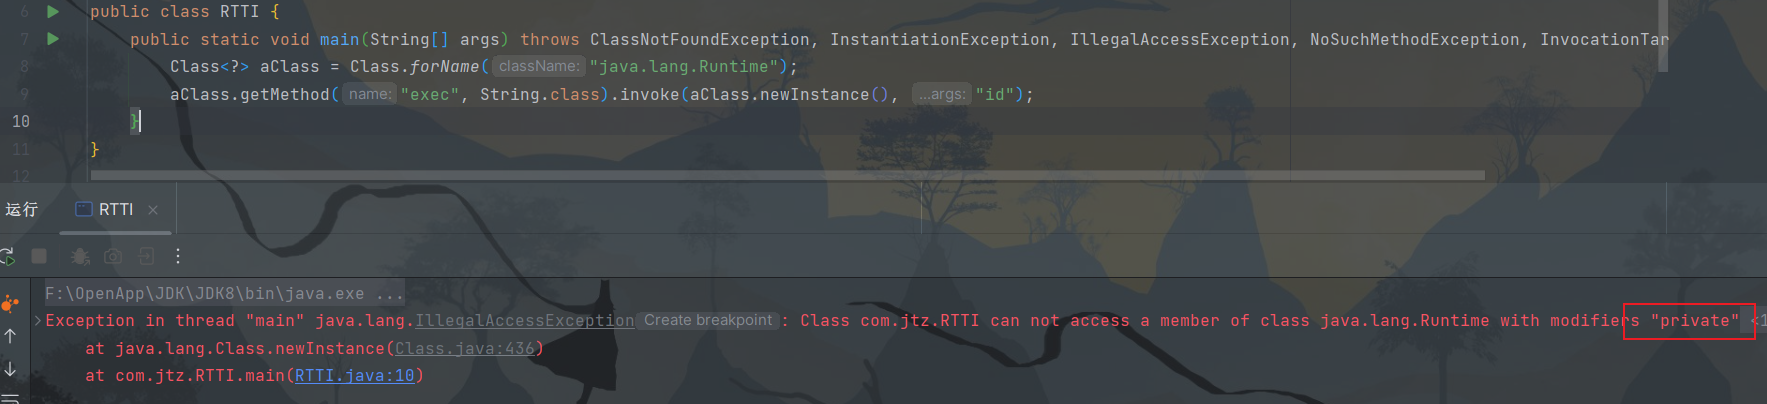 6 public class RTTI {
7 public static void main(String[] args) throws ClassNotFoundException, InstantiationException, IllegalAccessException, NoSuchMethodException, InvocationTar
8 Class<?> aClass = Class.forName( className: "java.lang.Runtime");
9 aClass.getMethod( name: "exec", String.class).invoke(aClass.newInstance(), ...args: "id");
10 }
11 }
12
运行 RTTI ×
F:\OpenApp\JDK\JDK8\bin\java.exe ...
Exception in thread "main" java.lang.IllegalAccessException Create breakpoint : Class com.jtz.RTTI can not access a member of class java.lang.Runtime with modifiers "private" <1
at java.lang.Class.newInstance(Class.java:436)
at com.jtz.RTTI.main(RTTI.java:10)